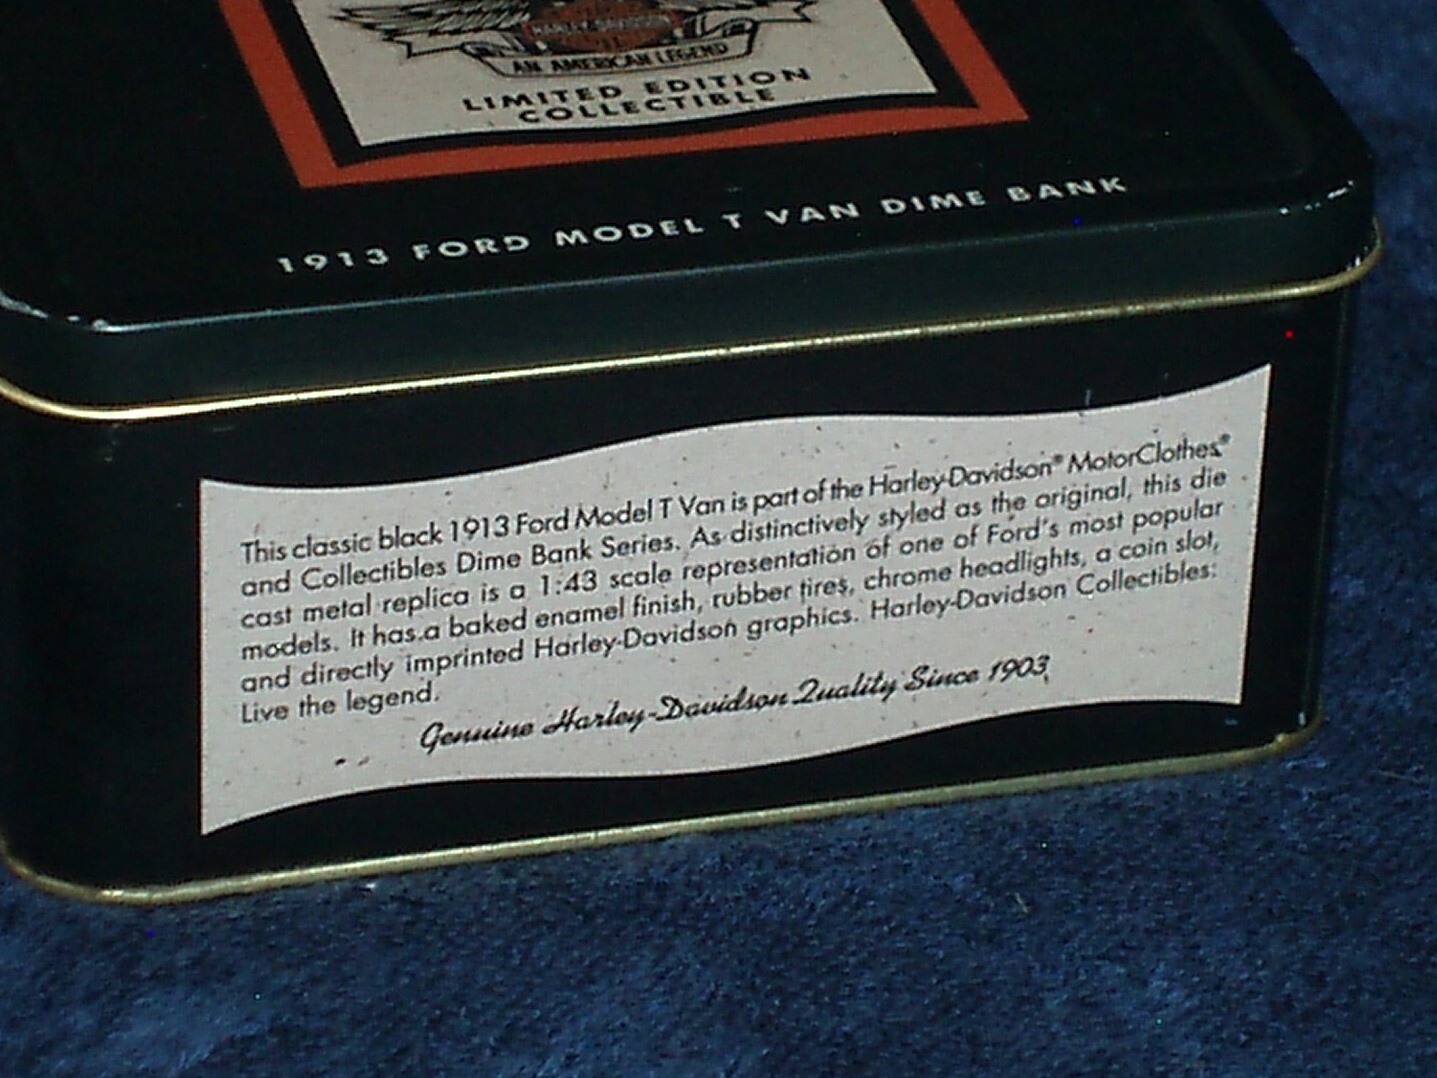 HARLEY-DAVIDSON
AN AMERICAN LEGEND
LIMITED EDITION
COLLECTIBLE
1913 FORD MODEL T VAN DIME BANK
This classic black 1913 Ford Model T Van is part of the Harley-Davidson® MotorClothes®
and Collectibles Dime Bank Series. As distinctively styled as the original, this die
cast metal replica is a 1:43 scale representation of one of Ford's most popular
models. It has a baked enamel finish, rubber tires, chrome headlights, a coin slot,
and directly imprinted Harley-Davidson graphics. Harley-Davidson Collectibles:
Live the legend.
Genuine Harley-Davidson Quality Since 1903